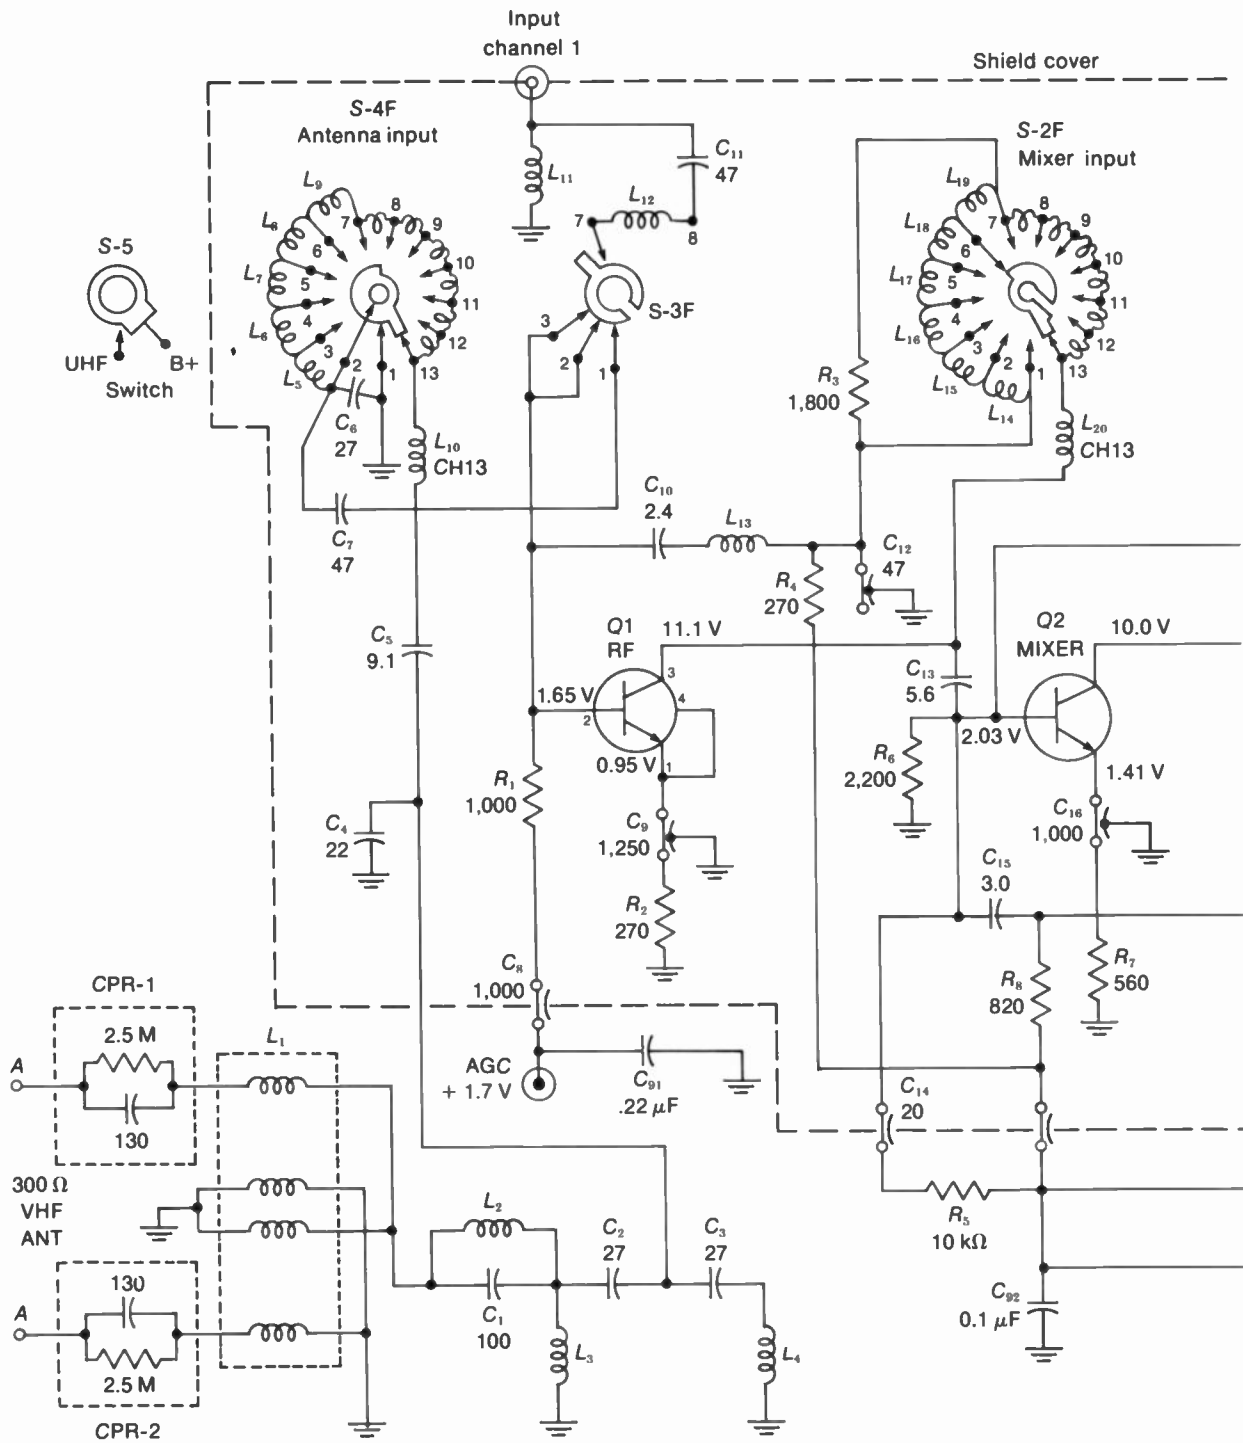 Input
channel 1
Shield cover
S-4F
Antenna input
S-2F
Mixer input
C₁₁
47
L₁₁
L₁₂
7
8
L₉
L₈
L₇
L₆
L₅
7
8
9
10
11
12
13
1
2
3
4
5
6
S-5
UHF
Switch
B+
S-3F
3
2
1
L₁₉
L₁₈
L₁₇
L₁₆
L₁₅
L₁₄
7
8
9
10
11
12
13
1
2
3
4
5
6
C₆
27
L₁₀
CH13
R₃
1,800
L₂₀
CH13
C₇
47
C₁₀
2.4
L₁₃
C₁₂
47
R₄
270
C₅
9.1
Q1
RF
11.1 V
Q2
MIXER
10.0 V
3
4
1.65 V
2
0.95 V
1
C₁₃
5.6
2.03 V
1.41 V
R₆
2,200
R₁
1,000
C₄
22
C₉
1,250
C₁₆
1,000
C₁₅
3.0
R₂
270
C₈
1,000
R₈
820
R₇
560
CPR-1
2.5 M
A
130
L₁
AGC
+ 1.7 V
C₉₁
.22 μF
C₁₄
20
300 Ω
VHF
ANT
L₂
C₂
27
C₃
27
R₅
10 kΩ
A
130
2.5 M
CPR-2
C₁
100
L₃
L₄
C₉₂
0.1 μF